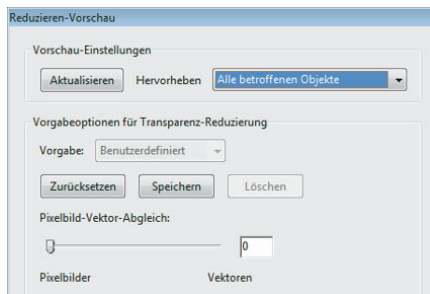 Reduzieren-Vorschau
Vorschau-Einstellungen
Aktualisieren Hervorheben Alle betroffenen Objekte
Vorgabeoptionen für Transparenz-Reduzierung
Vorgabe: Benutzerdefiniert
Zurücksetzen Speichern Löschen
Pixelbild-Vektor-Abgleich:
0
Pixelbilder Vektoren